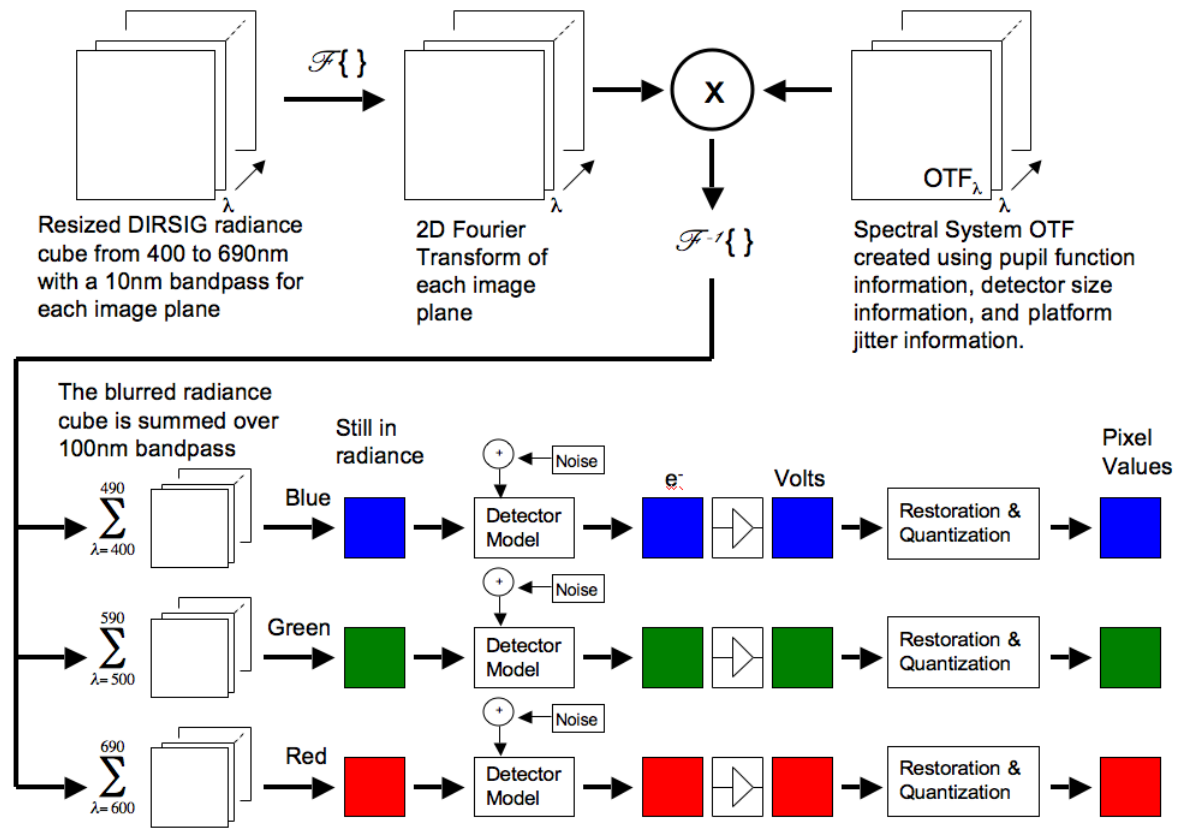 ℱ{ }
X
λ
λ
OTFλ
λ
Resized DIRSIG radiance
cube from 400 to 690nm
with a 10nm bandpass for
each image plane
2D Fourier
Transform of
each image
plane
ℱ⁻¹{ }
Spectral System OTF
created using pupil function
information, detector size
information, and platform
jitter information.
The blurred radiance
cube is summed over
100nm bandpass
Still in
radiance
+
Noise
e-
Volts
Pixel
Values
490
∑
λ=400
Blue
Detector
Model
Restoration &
Quantization
+
Noise
590
∑
λ=500
Green
Detector
Model
Restoration &
Quantization
+
Noise
690
∑
λ=600
Red
Detector
Model
Restoration &
Quantization